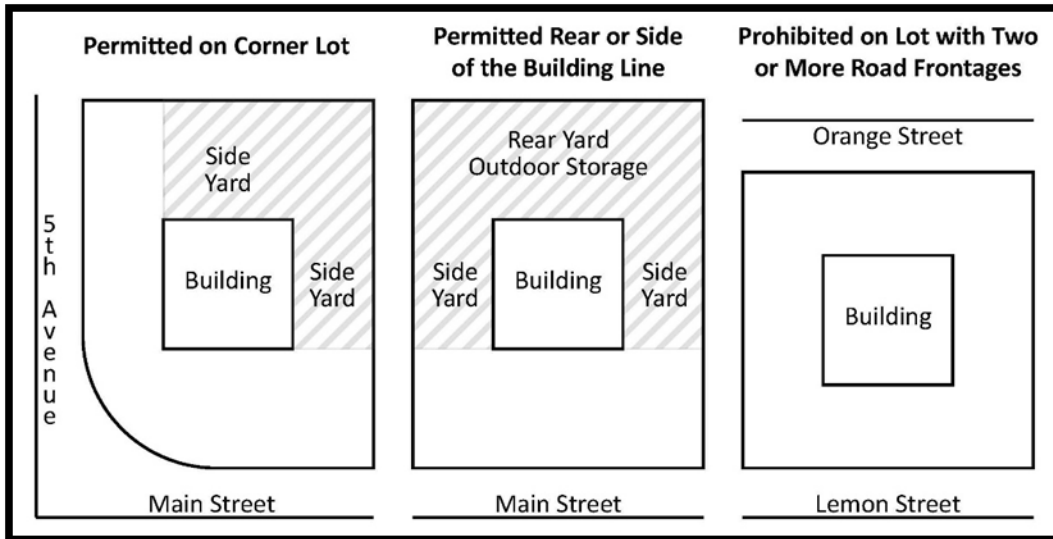 Permitted on Corner Lot
5th Avenue
Side
Yard
Building
Side
Yard
Main Street
Permitted Rear or Side
of the Building Line
Rear Yard
Outdoor Storage
Side
Yard
Building
Side
Yard
Main Street
Prohibited on Lot with Two
or More Road Frontages
Orange Street
Building
Lemon Street